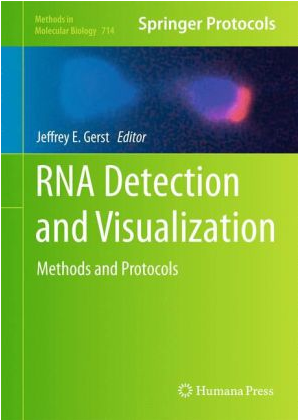 Methods in
Molecular Biology 714
Springer Protocols
Jeffrey E. Gerst Editor
RNA Detection
and Visualization
Methods and Protocols
Humana Press